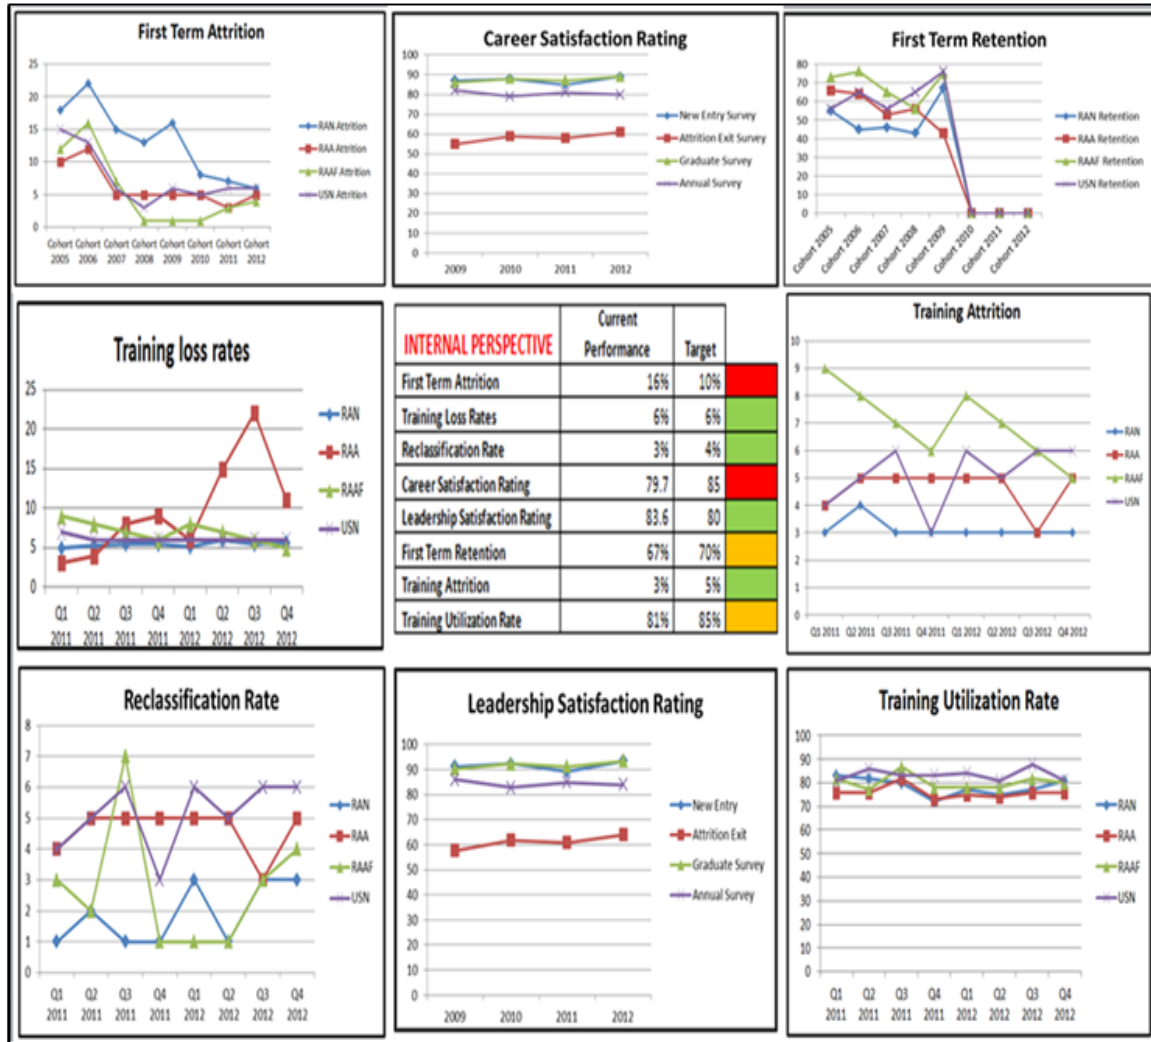 First Term Attrition
25
20
15
10
5
0
Cohort 2005
Cohort 2006
Cohort 2007
Cohort 2008
Cohort 2009
Cohort 2010
Cohort 2011
Cohort 2012
RAN Attrition
RAA Attrition
RAAF Attrition
USN Attrition
Career Satisfaction Rating
100
90
80
70
60
50
40
30
20
10
0
2009 2010 2011 2012
New Entry Survey
Attrition Exit Survey
Graduate Survey
Annual Survey
First Term Retention
80
70
60
50
40
30
20
10
0
Cohort 2005
Cohort 2006
Cohort 2007
Cohort 2008
Cohort 2009
Cohort 2010
Cohort 2011
Cohort 2012
RAN Retention
RAA Retention
RAAF Retention
USN Retention
Training loss rates
25
20
15
10
5
0
Q1 Q2 Q3 Q4 Q1 Q2 Q3 Q4
2011 2011 2011 2011 2012 2012 2012 2012
RAN
RAA
RAAF
USN
INTERNAL PERSPECTIVE Current Performance Target
First Term Attrition 16% 10%
Training Loss Rates 6% 6%
Reclassification Rate 3% 4%
Career Satisfaction Rating 79.7 85
Leadership Satisfaction Rating 83.6 80
First Term Retention 67% 70%
Training Attrition 3% 5%
Training Utilization Rate 81% 85%
Training Attrition
10
9
8
7
6
5
4
3
2
1
0
Q1 2011 Q2 2011 Q3 2011 Q4 2011 Q1 2012 Q2 2012 Q3 2012 Q4 2012
RAN
RAA
RAAF
USN
Reclassification Rate
8
7
6
5
4
3
2
1
0
Q1 Q2 Q3 Q4 Q1 Q2 Q3 Q4
2011 2011 2011 2011 2012 2012 2012 2012
RAN
RAA
RAAF
USN
Leadership Satisfaction Rating
100
90
80
70
60
50
40
30
20
10
0
2009 2010 2011 2012
New Entry
Attrition Exit
Graduate Survey
Annual Survey
Training Utilization Rate
100
90
80
70
60
50
40
30
20
10
0
Q1 Q2 Q3 Q4 Q1 Q2 Q3 Q4
2011 2011 2011 2011 2012 2012 2012 2012
RAN
RAA
RAAF
USN